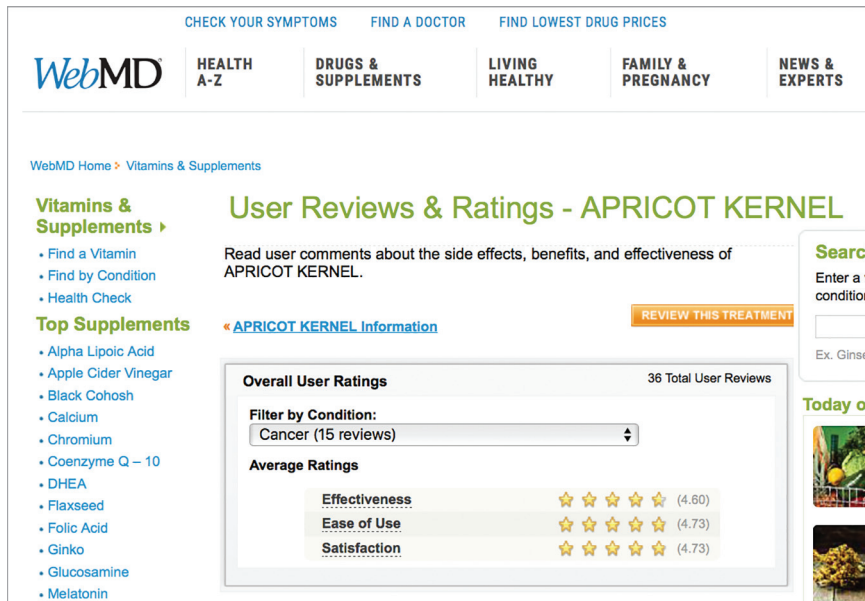 CHECK YOUR SYMPTOMS FIND A DOCTOR FIND LOWEST DRUG PRICES
WebMD
HEALTH
A-Z
DRUGS &
SUPPLEMENTS
LIVING
HEALTHY
FAMILY &
PREGNANCY
NEWS &
EXPERTS
WebMD Home Vitamins & Supplements
Vitamins &
Supplements
• Find a Vitamin
• Find by Condition
• Health Check
Top Supplements
• Alpha Lipoic Acid
• Apple Cider Vinegar
• Black Cohosh
• Calcium
• Chromium
• Coenzyme Q – 10
• DHEA
• Flaxseed
• Folic Acid
• Ginko
• Glucosamine
• Melatonin
User Reviews & Ratings - APRICOT KERNEL
Read user comments about the side effects, benefits, and effectiveness of
APRICOT KERNEL.
« APRICOT KERNEL Information
REVIEW THIS TREATMENT
Overall User Ratings
36 Total User Reviews
Filter by Condition:
Cancer (15 reviews)
Average Ratings
Effectiveness (4.60)
Ease of Use (4.73)
Satisfaction (4.73)
Searc
Enter a
condition
Ex. Ginse
Today o